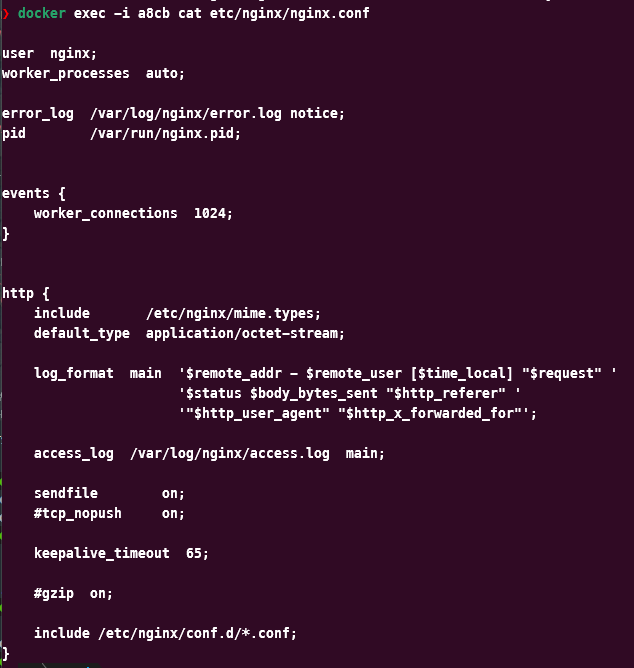 ❯ docker exec -i a8cb cat etc/nginx/nginx.conf
user  nginx;
worker_processes  auto;
error_log  /var/log/nginx/error.log notice;
pid        /var/run/nginx.pid;
events {
    worker_connections  1024;
}
http {
    include       /etc/nginx/mime.types;
    default_type  application/octet-stream;
    log_format  main  '$remote_addr - $remote_user [$time_local] "$request" '
                      '$status $body_bytes_sent "$http_referer" '
                      '"$http_user_agent" "$http_x_forwarded_for"';
    access_log  /var/log/nginx/access.log  main;
    sendfile        on;
    #tcp_nopush     on;
    keepalive_timeout  65;
    #gzip  on;
    include /etc/nginx/conf.d/*.conf;
}